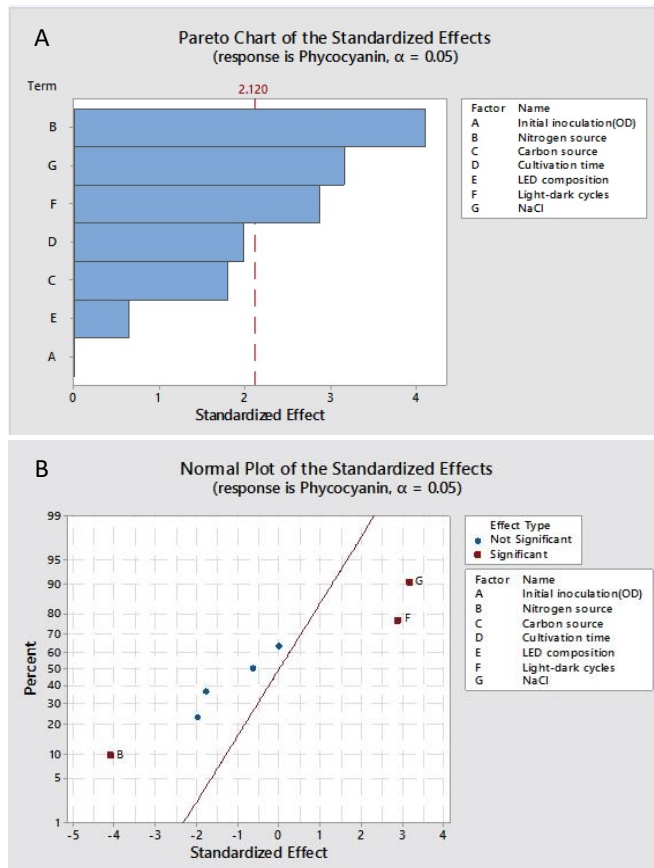 A
Pareto Chart of the Standardized Effects
(response is Phycocyanin, α = 0.05)
Term
2.120
B
G
F
D
C
E
A
0 1 2 3 4
Standardized Effect
Factor Name
A Initial inoculation(OD)
B Nitrogen source
C Carbon source
D Cultivation time
E LED composition
F Light-dark cycles
G NaCl
B
Normal Plot of the Standardized Effects
(response is Phycocyanin, α = 0.05)
Percent
99
95
90
80
70
60
50
40
30
20
10
5
1
G
F
B
-5 -4 -3 -2 -1 0 1 2 3 4
Standardized Effect
Effect Type
Not Significant
Significant
Factor Name
A Initial inoculation(OD)
B Nitrogen source
C Carbon source
D Cultivation time
E LED composition
F Light-dark cycles
G NaCl